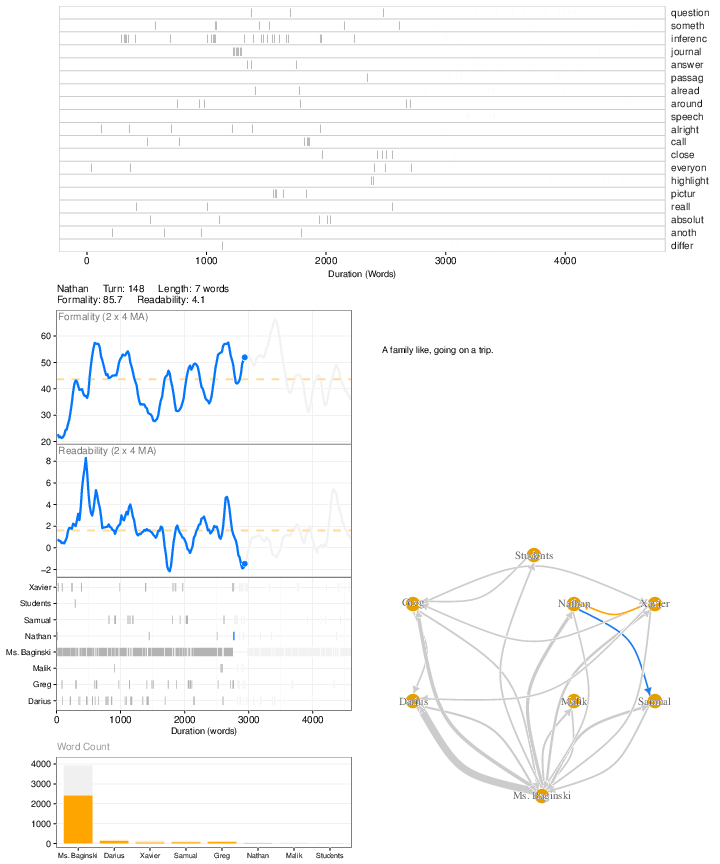 question
someth
inferenc
journal
answer
passag
alread
around
speech
alright
call
close
everyon
highlight
pictur
reall
absolut
anoth
differ
0 1000 2000 3000 4000
Duration (Words)
Nathan Turn: 148 Length: 7 words
Formality: 85.7 Readability: 4.1
Formality (2 x 4 MA)
60
50
40
30
20
A family like, going on a trip.
Readability (2 x 4 MA)
8
6
4
2
0
−2
Xavier
Students
Samual
Nathan
Ms. Baginski
Malik
Greg
Darius
0 1000 2000 3000 4000
Duration (words)
Students
Greg Nathan Xavier
Darius Malik Samual
Ms. Baginski
Word Count
4000
3000
2000
1000
0
Ms. Baginski Darius Xavier Samual Greg Nathan Malik Students